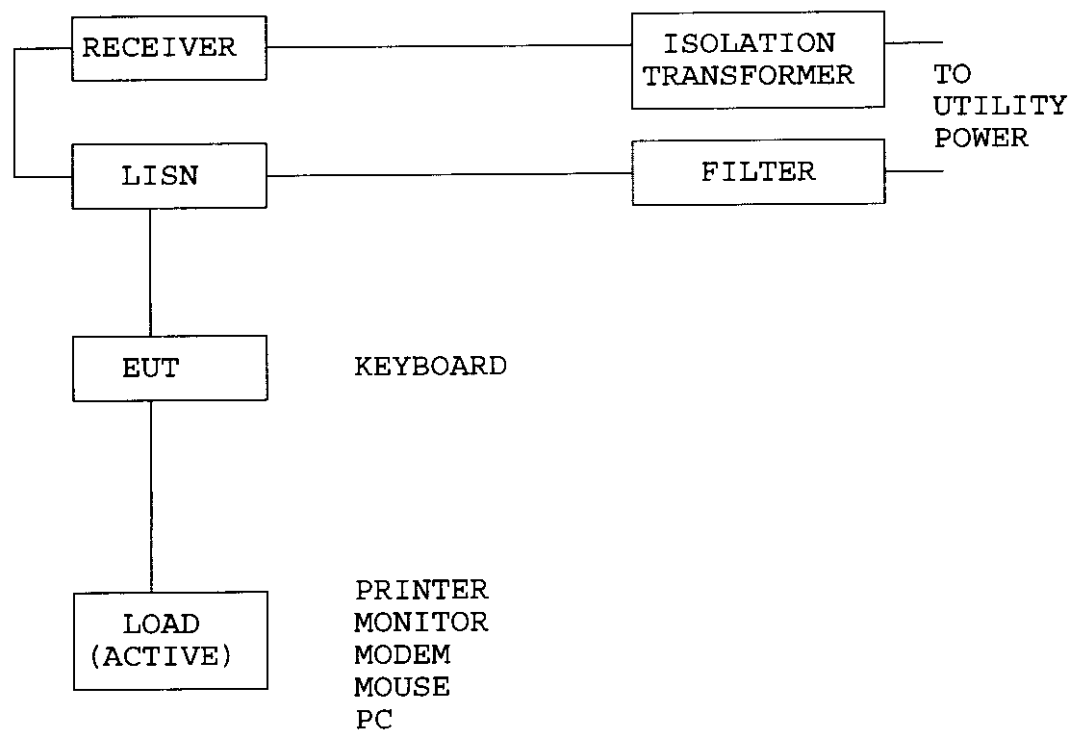 RECEIVER
ISOLATION
TRANSFORMER
TO
UTILITY
POWER
LISN
FILTER
EUT
KEYBOARD
LOAD
(ACTIVE)
PRINTER
MONITOR
MODEM
MOUSE
PC